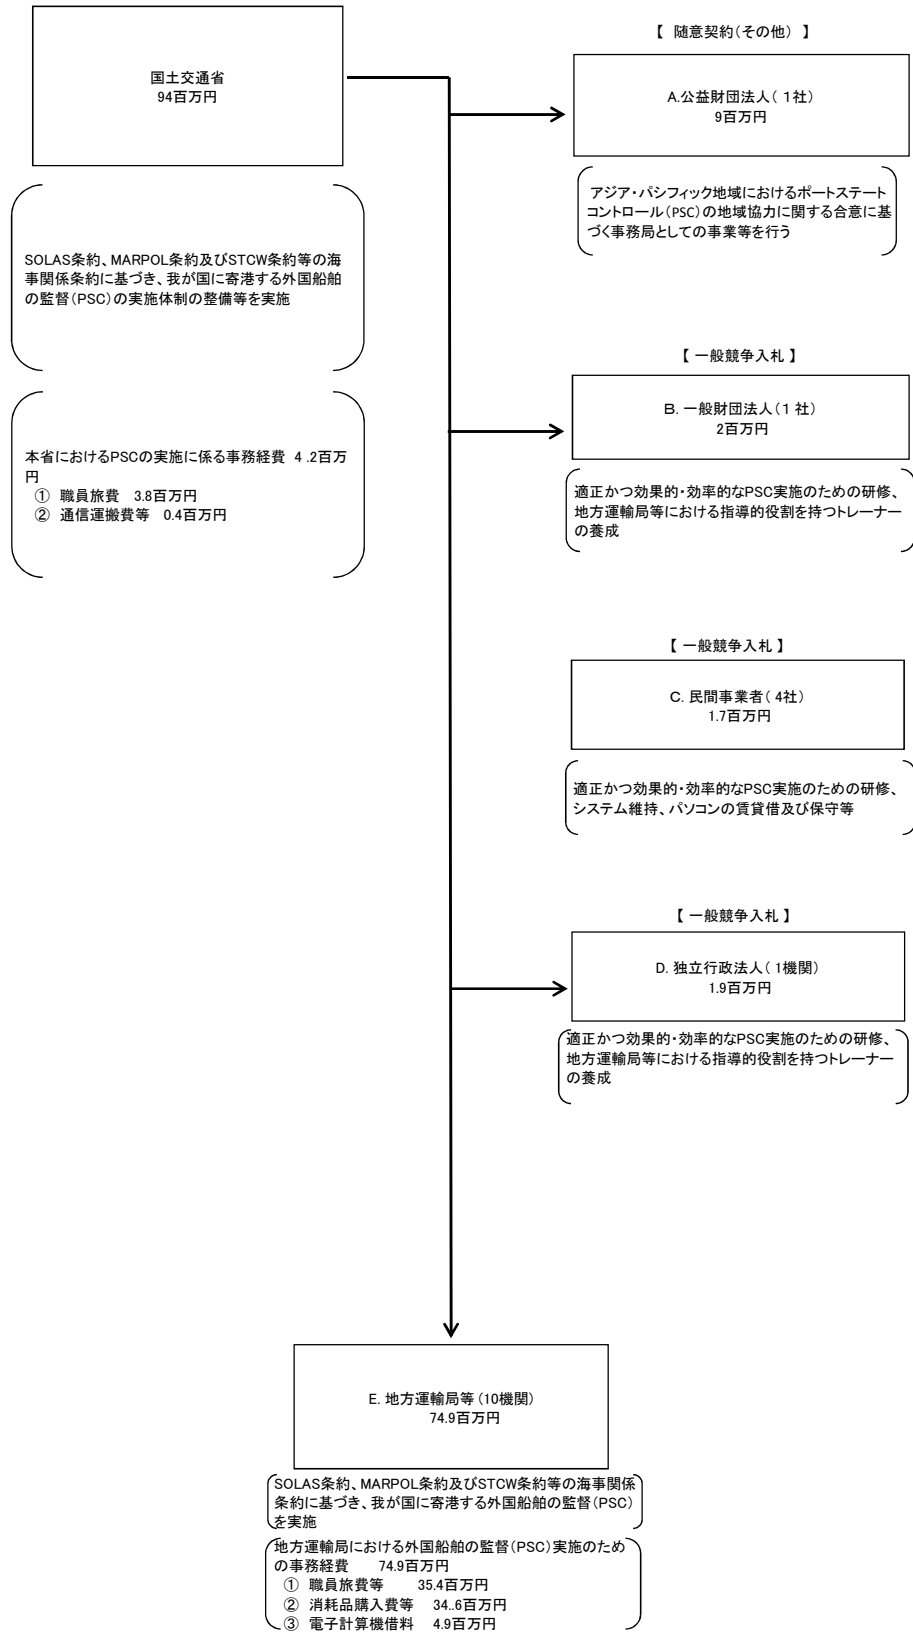 国土交通省
94百万円
SOLAS条約、MARPOL条約及びSTCW条約等の海
事関係条約に基づき、我が国に寄港する外国船舶
の監督(PSC)の実施体制の整備等を実施
本省におけるPSCの実施に係る事務経費 4 .2百万
円
① 職員旅費 3.8百万円
② 通信運搬費等 0.4百万円
【 随意契約(その他) 】
A.公益財団法人( 1社)
9百万円
アジア・パシフィック地域におけるポートステート
コントロール(PSC)の地域協力に関する合意に基
づく事務局としての事業等を行う
【 一般競争入札 】
B. 一般財団法人(1 社)
2百万円
適正かつ効果的・効率的なPSC実施のための研修、
地方運輸局等における指導的役割を持つトレーナー
の養成
【 一般競争入札 】
C. 民間事業者( 4社)
1.7百万円
適正かつ効果的・効率的なPSC実施のための研修、
システム維持、パソコンの賃貸借及び保守等
【 一般競争入札 】
D. 独立行政法人( 1機関)
1.9百万円
適正かつ効果的・効率的なPSC実施のための研修、
地方運輸局等における指導的役割を持つトレーナー
の養成
E. 地方運輸局等 (10機関)
74.9百万円
SOLAS条約、MARPOL条約及びSTCW条約等の海事関係
条約に基づき、我が国に寄港する外国船舶の監督(PSC)
を実施
地方運輸局における外国船舶の監督(PSC)実施のため
の事務経費 74.9百万円
① 職員旅費等 35.4百万円
② 消耗品購入費等 34..6百万円
③ 電子計算機借料 4.9百万円